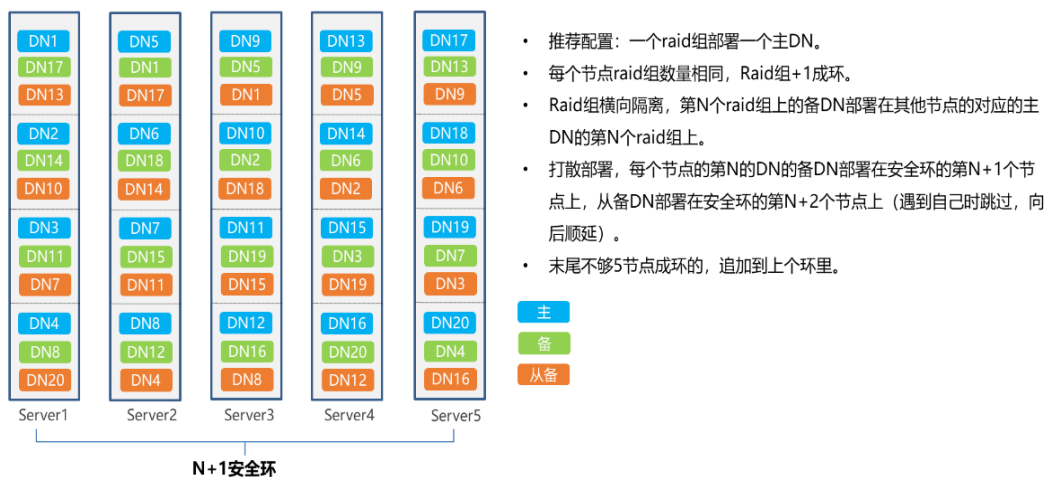 DN1 DN5 DN9 DN13 DN17
DN17 DN1 DN5 DN9 DN13
DN13 DN17 DN1 DN5 DN9
DN2 DN6 DN10 DN14 DN18
DN14 DN18 DN2 DN6 DN10
DN10 DN14 DN18 DN2 DN6
DN3 DN7 DN11 DN15 DN19
DN11 DN15 DN19 DN3 DN7
DN7 DN11 DN15 DN19 DN3
DN4 DN8 DN12 DN16 DN20
DN8 DN12 DN16 DN20 DN4
DN20 DN4 DN8 DN12 DN16
Server1 Server2 Server3 Server4 Server5
N+1安全环
• 推荐配置：一个raid组部署一个主DN。
• 每个节点raid组数量相同，Raid组+1成环。
• Raid组横向隔离，第N个raid组上的备DN部署在其他节点的对应的主
DN的第N个raid组上。
• 打散部署，每个节点的第N的DN的备DN部署在安全环的第N+1个节
点上，从备DN部署在安全环的第N+2个节点上（遇到自己时跳过，向
后顺延）。
• 末尾不够5节点成环的，追加到上个环里。
主
备
从备